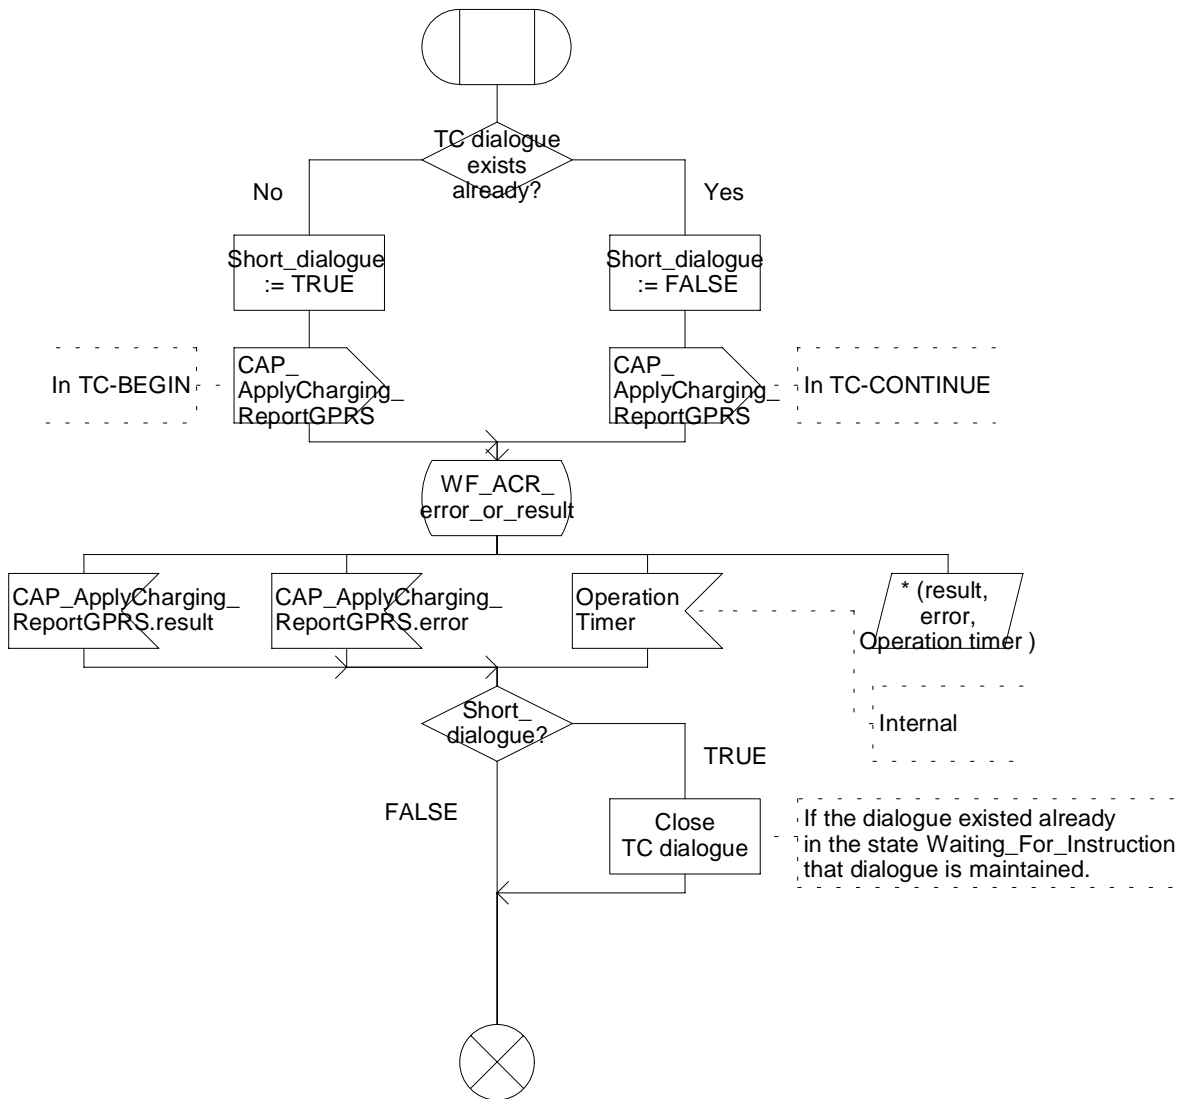 TC dialogue
exists
already?
No
Yes
Short_dialogue
:= TRUE
Short_dialogue
:= FALSE
In TC-BEGIN
CAP_
ApplyCharging_
ReportGPRS
CAP_
ApplyCharging_
ReportGPRS
In TC-CONTINUE
WF_ACR_
error_or_result
CAP_ApplyCharging_
ReportGPRS.result
CAP_ApplyCharging_
ReportGPRS.error
Operation
Timer
* (result,
error,
Operation timer )
Internal
Short_
dialogue?
TRUE
FALSE
Close
TC dialogue
If the dialogue existed already
in the state Waiting_For_Instruction
that dialogue is maintained.